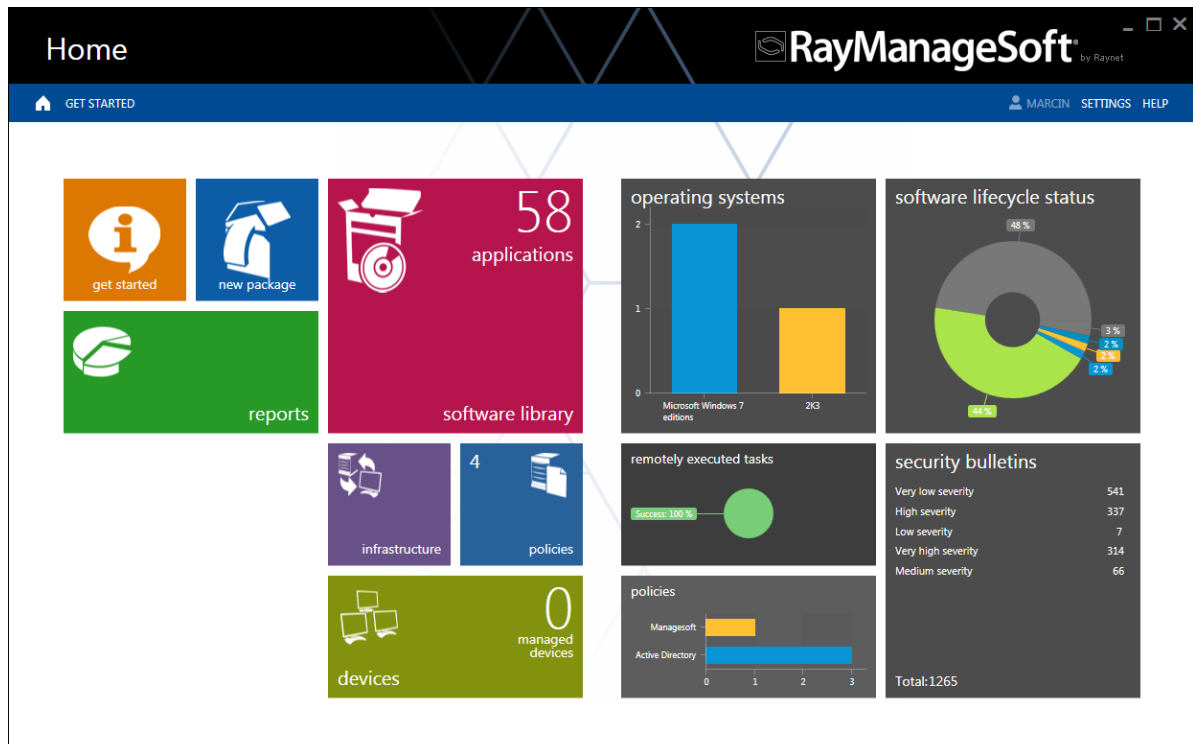 Home
RayManageSoft
by Raynet
GET STARTED
MARCIN SETTINGS HELP
get started
new package
58
applications
software library
reports
infrastructure
4
policies
0
managed
devices
devices
operating systems
2
1
0
Microsoft Windows 7
editions
2K3
software lifecycle status
48 %
3 %
2 %
2 %
2 %
44 %
remotely executed tasks
Success: 100 %
policies
Managesoft
Active Directory
0 1 2 3
security bulletins
Very low severity 541
High severity 337
Low severity 7
Very high severity 314
Medium severity 66
Total:1265